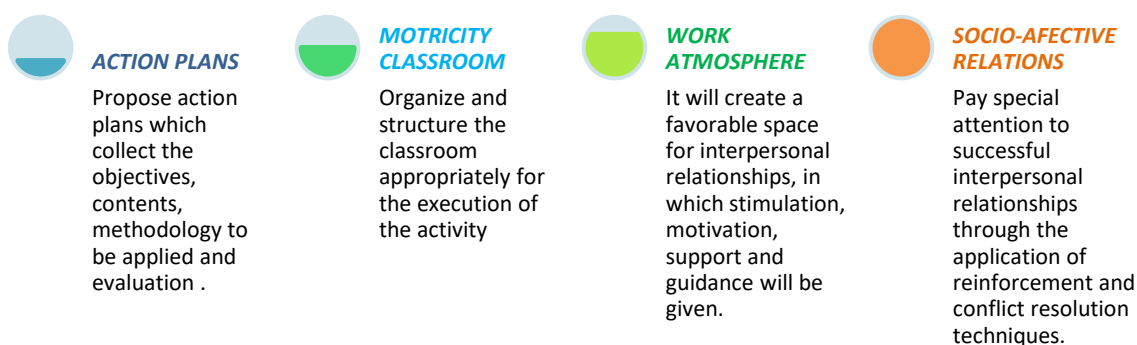 ACTION PLANS
Propose action
plans which
collect the
objectives,
contents,
methodology to
be applied and
evaluation .
MOTRICITY
CLASSROOM
Organize and
structure the
classroom
appropriately for
the execution of
the activity
WORK
ATMOSPHERE
It will create a
favorable space
for interpersonal
relationships, in
which stimulation,
motivation,
support and
guidance will be
given.
SOCIO-AFECTIVE
RELATIONS
Pay special
attention to
successful
interpersonal
relationships
through the
application of
reinforcement and
conflict resolution
techniques.